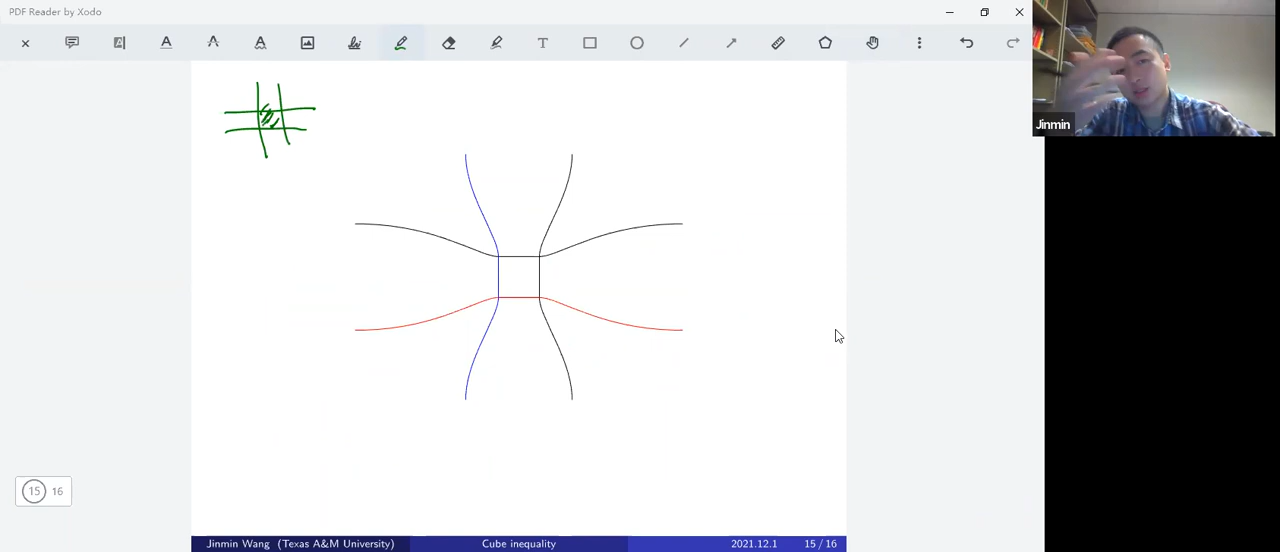 PDF Reader by Xodo
T
Jinmin
15 16
Jinmin Wang (Texas A&M University) Cube inequality 2021.12.1 15 / 16